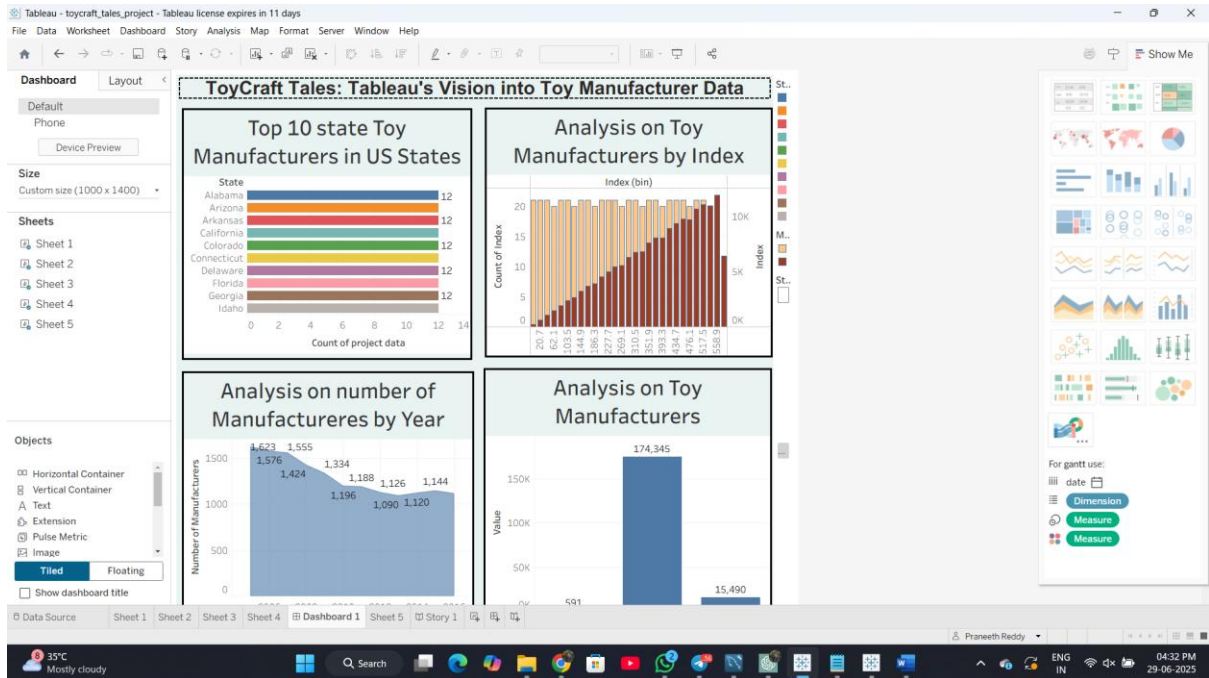 Tableau - toycraft_tales_project - Tableau license expires in 11 days
File Data Worksheet Dashboard Story Analysis Map Format Server Window Help
Show Me
Dashboard Layout
Default
Phone
Device Preview
Size
Custom size (1000 x 1400)
Sheets
Sheet 1
Sheet 2
Sheet 3
Sheet 4
Sheet 5
Objects
Horizontal Container
Vertical Container
Text
Extension
Pulse Metric
Image
Tiled Floating
Show dashboard title
ToyCraft Tales: Tableau's Vision into Toy Manufacturer Data
Top 10 state Toy
Manufacturers in US States
State
Alabama 12
Arizona
Arkansas 12
California
Colorado 12
Connecticut
Delaware 12
Florida
Georgia 12
Idaho
0 2 4 6 8 10 12 14
Count of project data
Analysis on Toy
Manufacturers by Index
Index (bin)
Count of Index
20
15
10
5
0
10K
5K
0K
Index
20.7 62.1 103.5 144.9 186.3 227.7 269.1 310.5 351.9 393.3 434.7 476.1 517.5 558.9
St..
M..
St..
Analysis on number of
Manufactureres by Year
Number of Manufacturers
1500
1000
500
0
1,623 1,555
1,576 1,424 1,334
1,196 1,188 1,126 1,144
1,090 1,120
Analysis on Toy
Manufacturers
Value
150K
100K
50K
0K
591
174,345
15,490
For gantt use:
date
Dimension
Measure
Measure
Data Source Sheet 1 Sheet 2 Sheet 3 Sheet 4 Dashboard 1 Sheet 5 Story 1
Praneeth Reddy
8
35°C
Mostly cloudy
Search
ENG
IN
04:32 PM
29-06-2025